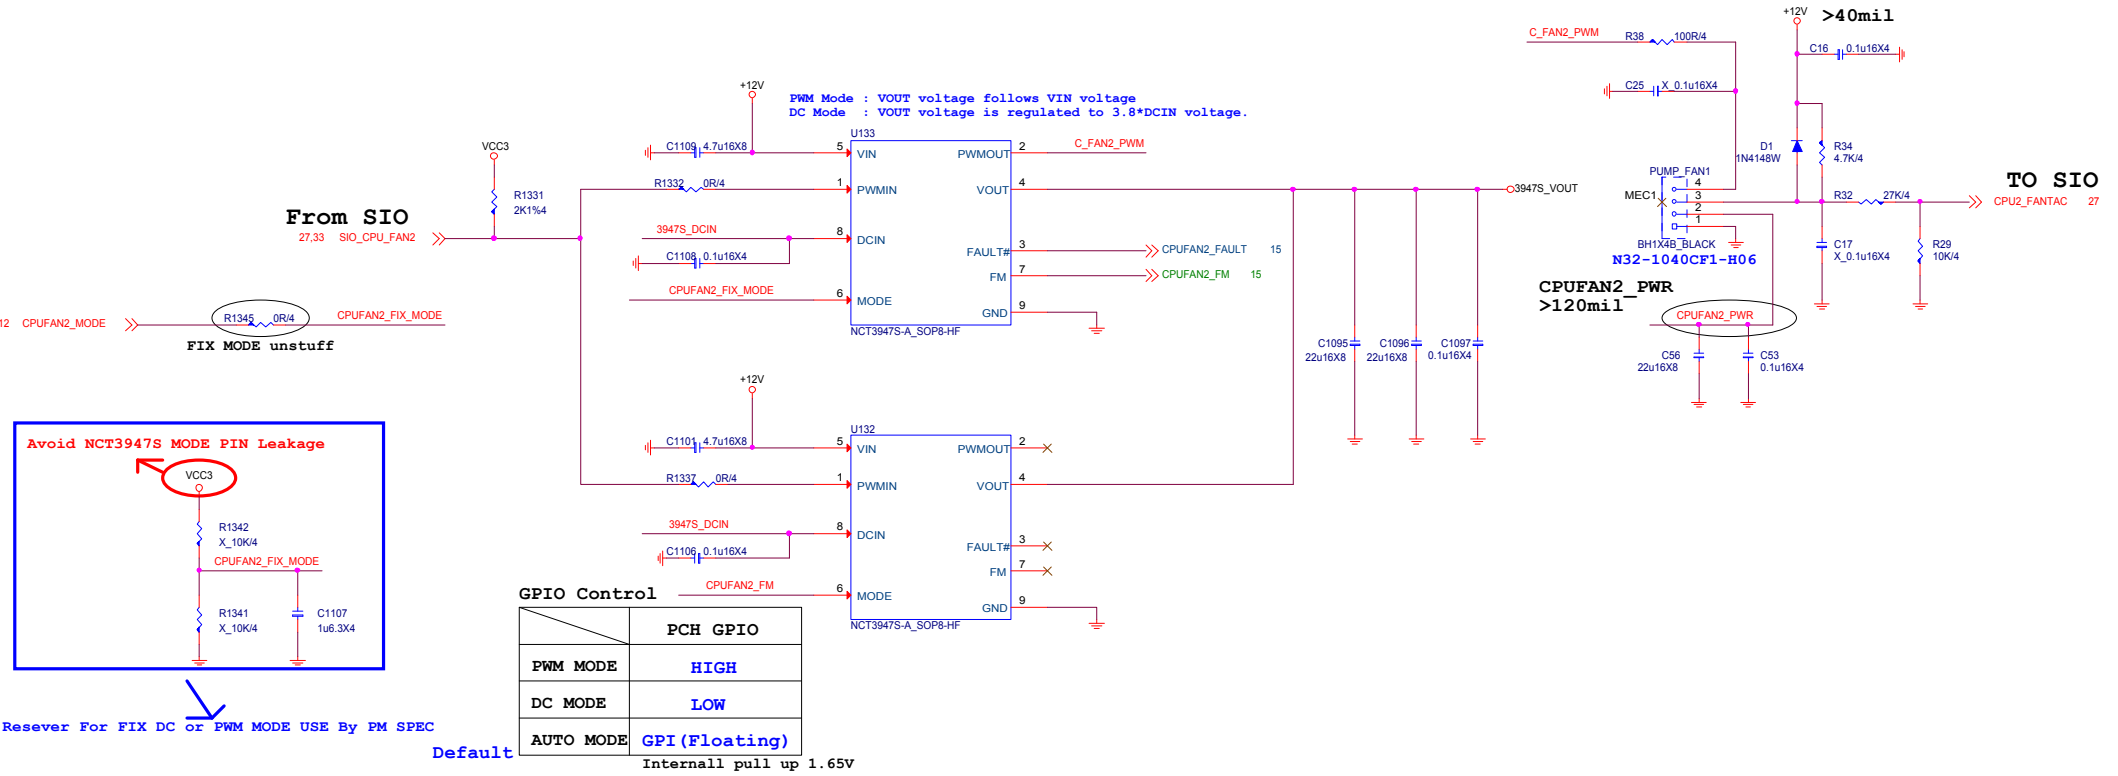 C_FAN2_PWM
R38
100R/4
+12V
>40mil
C16
0.1u16X4
C25
X_0.1u16X4
+12V
PWM Mode : VOUT voltage follows VIN voltage
DC Mode : VOUT voltage is regulated to 3.8*DCIN voltage.
U133
C1109
4.7u16X8
5
VIN
PWMOUT
2
C_FAN2_PWM
VCC3
R1331
2K1%4
R1332
0R/4
1
PWMIN
VOUT
4
3947S_VOUT
From SIO
27,33 SIO_CPU_FAN2
3947S_DCIN
8
DCIN
C1108
0.1u16X4
FAULT#
3
CPUFAN2_FAULT 15
FM
7
CPUFAN2_FM 15
CPUFAN2_FIX_MODE
6
MODE
GND
9
NCT3947S-A_SOP8-HF
D1
1N4148W
R34
4.7K/4
PUMP_FAN1
MEC1
4
3
2
1
BH1X4B_BLACK
N32-1040CF1-H06
R32
27K/4
TO SIO
CPU2_FANTAC 27
C17
X_0.1u16X4
R29
10K/4
CPUFAN2_PWR
>120mil
CPUFAN2_PWR
C56
22u16X8
C53
0.1u16X4
12 CPUFAN2_MODE
R1345
0R/4
CPUFAN2_FIX_MODE
FIX MODE unstuff
C1095
22u16X8
C1096
22u16X8
C1097
0.1u16X4
+12V
U132
C1101
4.7u16X8
5
VIN
PWMOUT
2
R1337
0R/4
1
PWMIN
VOUT
4
3947S_DCIN
8
DCIN
C1106
0.1u16X4
FAULT#
3
FM
7
CPUFAN2_FM
6
MODE
GND
9
NCT3947S-A_SOP8-HF
Avoid NCT3947S MODE PIN Leakage
VCC3
R1342
X_10K/4
CPUFAN2_FIX_MODE
R1341
X_10K/4
C1107
1u6.3X4
Resever For FIX DC or PWM MODE USE By PM SPEC
GPIO Control
PCH GPIO
PWM MODE HIGH
DC MODE LOW
Default AUTO MODE GPI(Floating)
Internall pull up 1.65V